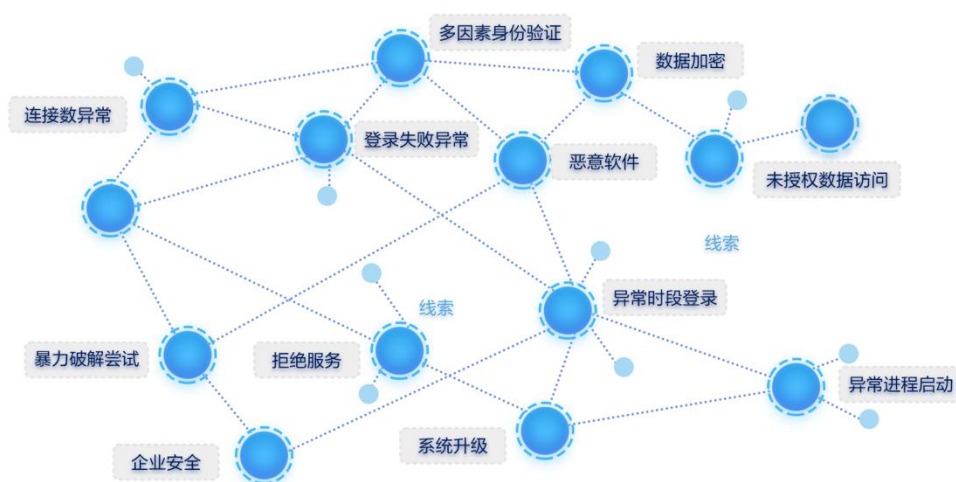 多因素身份验证
数据加密
连接数异常
登录失败异常
恶意软件
未授权数据访问
线索
异常时段登录
线索
暴力破解尝试
拒绝服务
异常进程启动
系统升级
企业安全